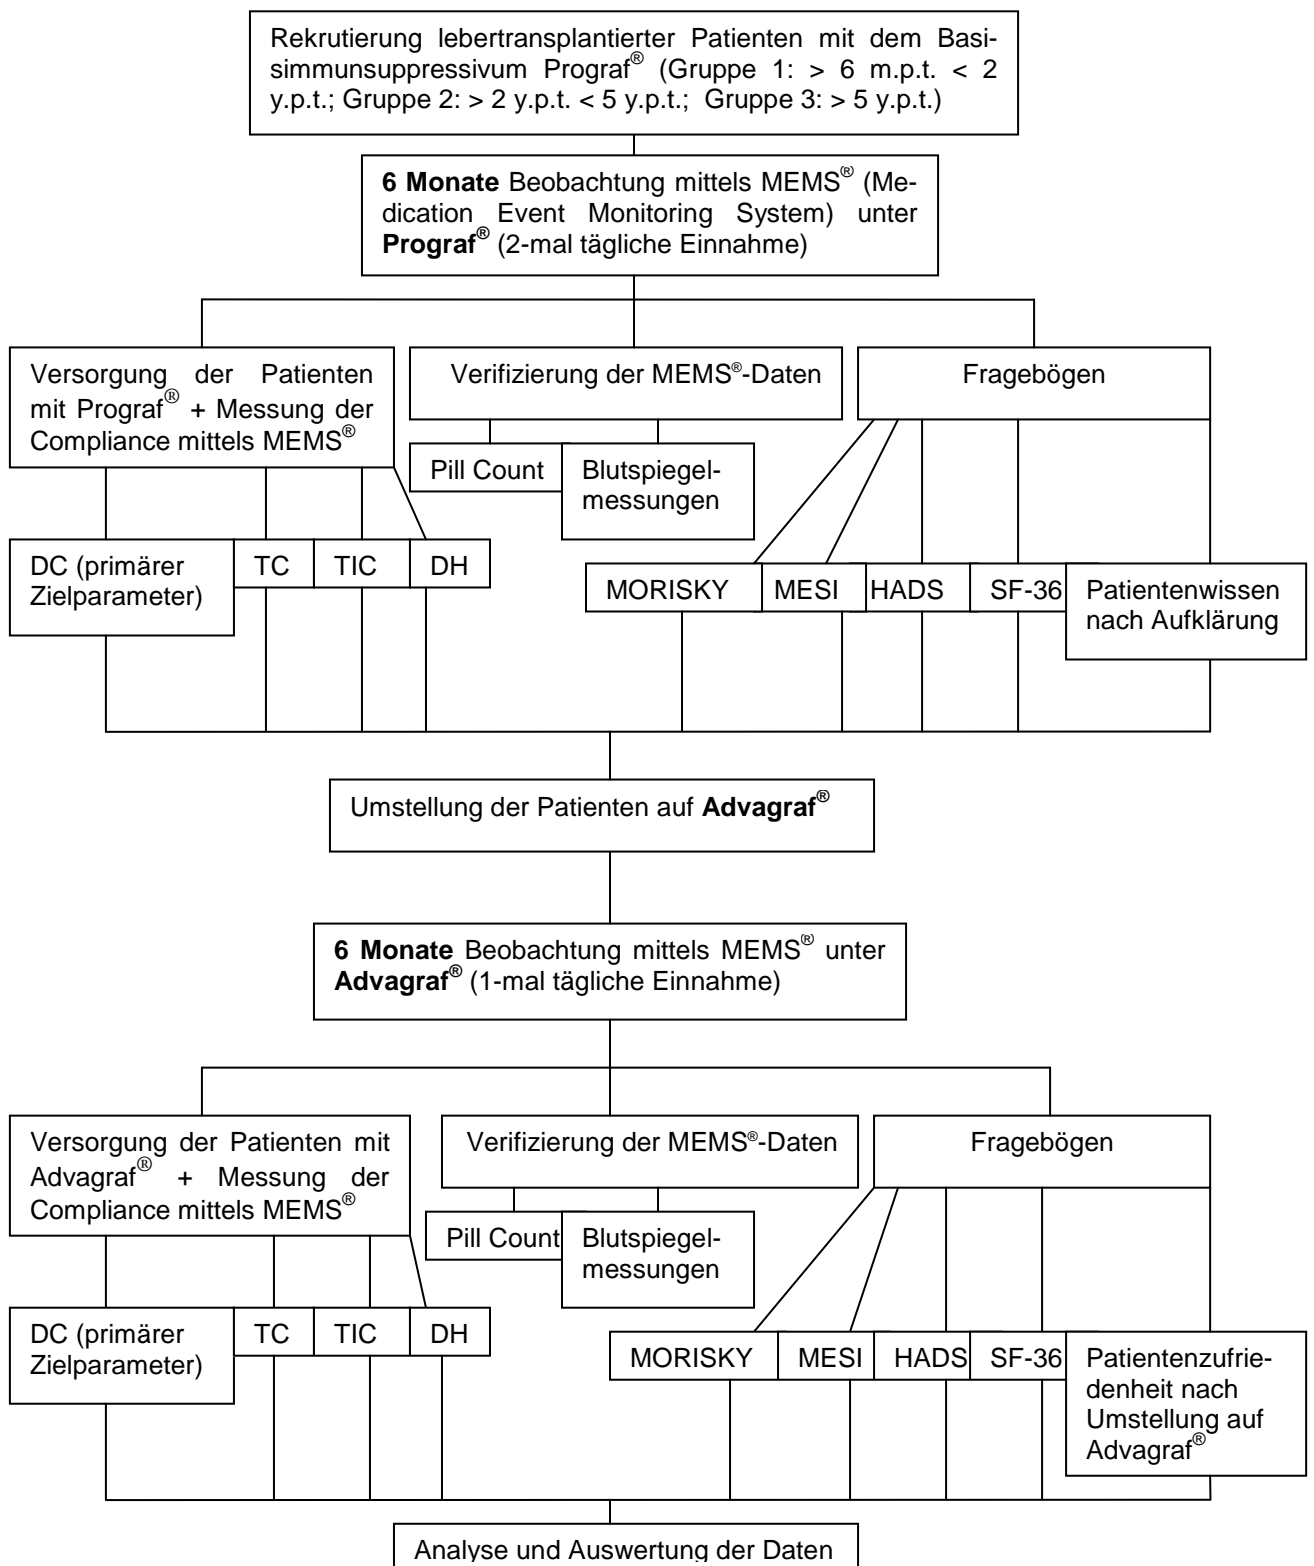 Rekrutierung lebertransplantierter Patienten mit dem Basi-
simmunsuppressivum Prograf® (Gruppe 1: > 6 m.p.t. < 2
y.p.t.; Gruppe 2: > 2 y.p.t. < 5 y.p.t.; Gruppe 3: > 5 y.p.t.)
6 Monate Beobachtung mittels MEMS® (Me-
dication Event Monitoring System) unter
Prograf® (2-mal tägliche Einnahme)
Versorgung der Patienten
mit Prograf® + Messung der
Compliance mittels MEMS®
Verifizierung der MEMS®-Daten
Fragebögen
Pill Count
Blutspiegel-
messungen
DC (primärer
Zielparameter)
TC
TIC
DH
MORISKY
MESI
HADS
SF-36
Patientenwissen
nach Aufklärung
Umstellung der Patienten auf Advagraf®
6 Monate Beobachtung mittels MEMS® unter
Advagraf® (1-mal tägliche Einnahme)
Versorgung der Patienten mit
Advagraf® + Messung der
Compliance mittels MEMS®
Verifizierung der MEMS®-Daten
Fragebögen
Pill Count
Blutspiegel-
messungen
DC (primärer
Zielparameter)
TC
TIC
DH
MORISKY
MESI
HADS
SF-36
Patientenzufrie-
denheit nach
Umstellung auf
Advagraf®
Analyse und Auswertung der Daten